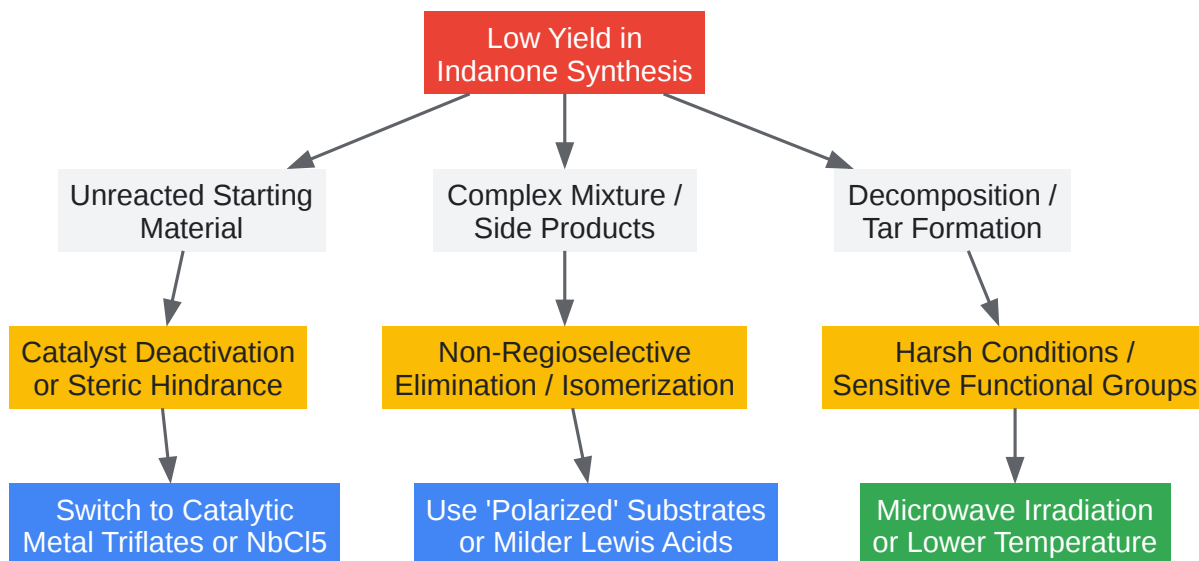 Low Yield in
Indanone Synthesis
Unreacted Starting
Material
Complex Mixture /
Side Products
Decomposition /
Tar Formation
Catalyst Deactivation
or Steric Hindrance
Non-Regioselective
Elimination / Isomerization
Harsh Conditions /
Sensitive Functional Groups
Switch to Catalytic
Metal Triflates or NbCl5
Use 'Polarized' Substrates
or Milder Lewis Acids
Microwave Irradiation
or Lower Temperature